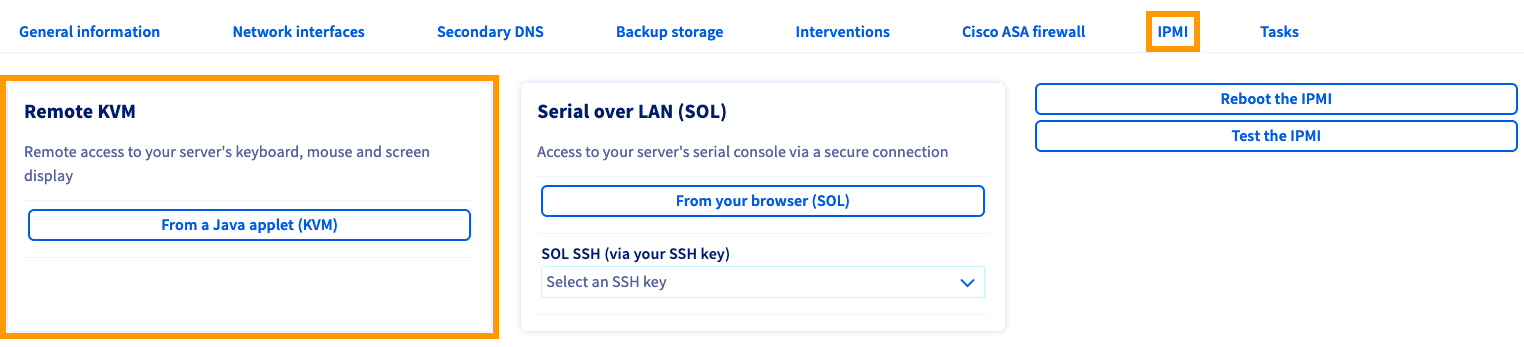 General information
Network interfaces
Secondary DNS
Backup storage
Interventions
Cisco ASA firewall
IPMI
Tasks
Remote KVM
Remote access to your server's keyboard, mouse and screen
display
From a Java applet (KVM)
Serial over LAN (SOL)
Access to your server's serial console via a secure connection
From your browser (SOL)
SOL SSH (via your SSH key)
Select an SSH key
Reboot the IPMI
Test the IPMI